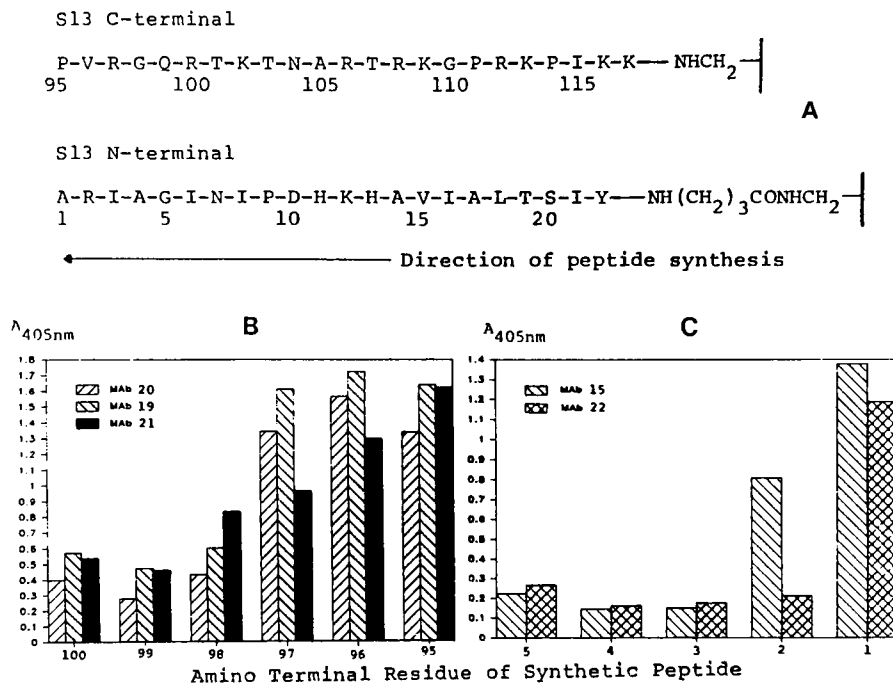 S13 C-terminal
P-V-R-G-Q-R-T-K-T-N-A-R-T-R-K-G-P-R-K-P-I-K-K—NHCH2
95 100 105 110 115
A
S13 N-terminal
A-R-I-A-G-I-N-I-P-D-H-K-H-A-V-I-A-L-T-S-I-Y—NH(CH2)3CONHCH2
1 5 10 15 20
Direction of peptide synthesis
A405nm
B
1.8
1.7
1.6
1.5
1.4
1.3
1.2
1.1
1
0.9
0.8
0.7
0.6
0.5
0.4
0.3
0.2
0.1
0
MAb 20
MAb 19
MAb 21
100 99 98 97 96 95
A405nm
C
1.4
1.3
1.2
1.1
1
0.9
0.8
0.7
0.6
0.5
0.4
0.3
0.2
0.1
0
MAb 15
MAb 22
5 4 3 2 1
Amino Terminal Residue of Synthetic Peptide